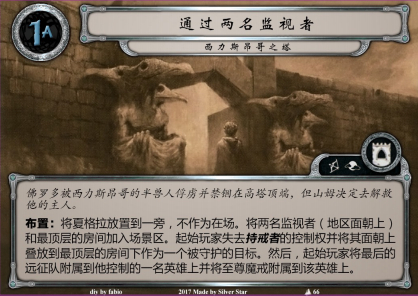 1A
通过两名监视者
西力斯昂哥之塔
佛罗多被西力斯昂哥的半兽人俘虏并禁锢在高塔顶端，但山姆决定去解救
他的主人。
布置：将夏格拉放置到一旁，不作为在场。将两名监视者（地区面朝上）
和最顶层的房间加入场景区。起始玩家失去持戒者的控制权并将其面朝上
叠放到最顶层的房间下作为一个被守护的目标。然后，起始玩家将最后的
远征队附属到他控制的一名英雄上并将至尊魔戒附属到该英雄上。
diy by fabio
2017 Made by Silver Star
66